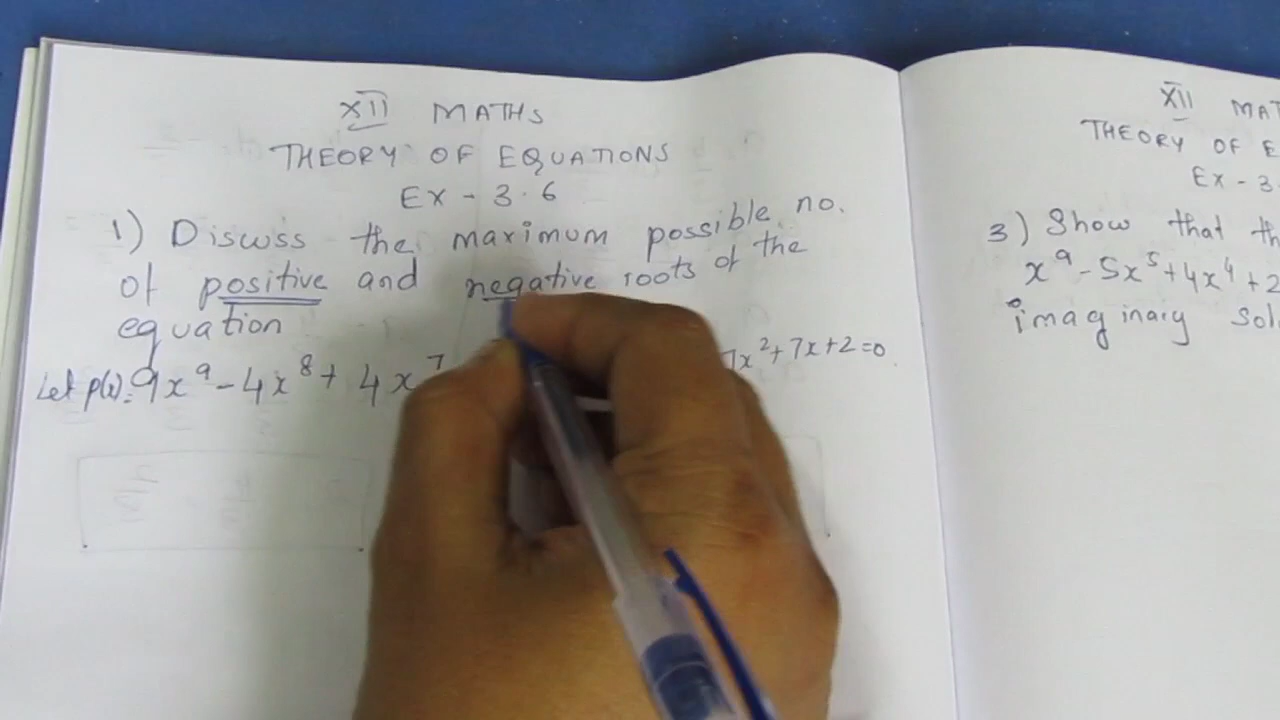 XII MATHS
THEORY OF EQUATIONS
EX - 3.6
1) Discuss the maximum possible no.
of positive and negative roots of the
equation
Let p(x)= 9x⁹ - 4x⁸ + 4x⁷ 7x² + 7x + 2 = 0
XII MAT
THEORY OF E
EX - 3.
3) Show that th
x⁹ - 5x⁵ + 4x⁴ + 2
imaginary Sol